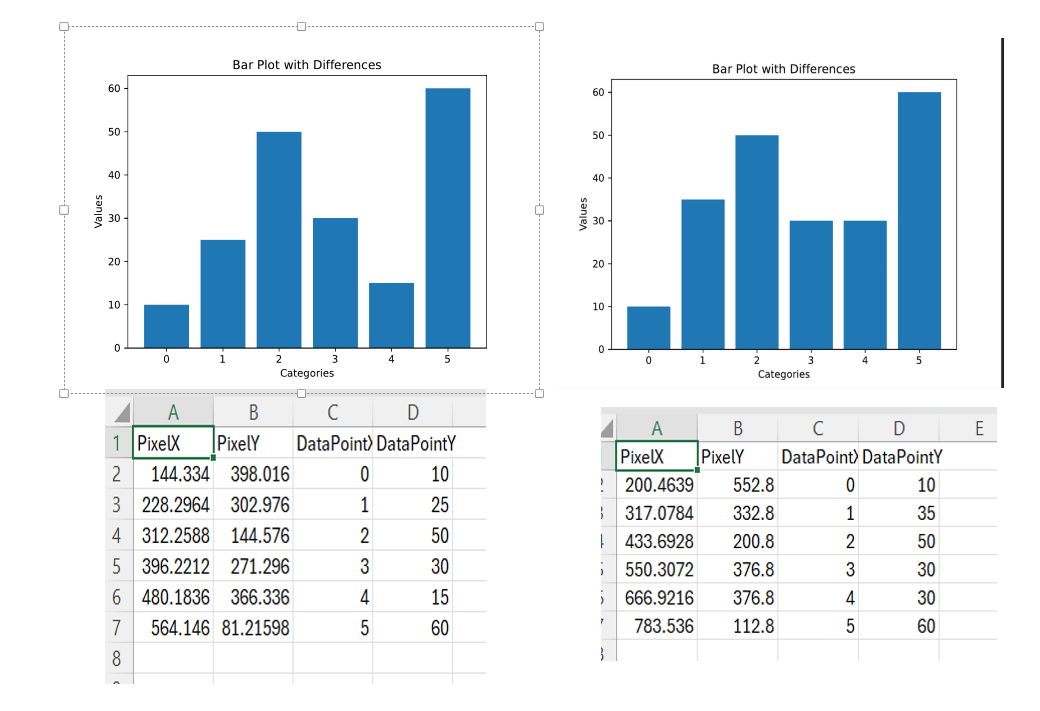 Bar Plot with Differences
60
50
40
30
20
10
0
Values
0 1 2 3 4 5
Categories
A B C D
1 PixelX PixelY DataPointX DataPointY
2 144.334 398.016 0 10
3 228.2964 302.976 1 25
4 312.2588 144.576 2 50
5 396.2212 271.296 3 30
6 480.1836 366.336 4 15
7 564.146 81.21598 5 60
8
Bar Plot with Differences
60
50
40
30
20
10
0
Values
0 1 2 3 4 5
Categories
A B C D E
PixelX PixelY DataPointX DataPointY
200.4639 552.8 0 10
317.0784 332.8 1 35
433.6928 200.8 2 50
550.3072 376.8 3 30
666.9216 376.8 4 30
783.536 112.8 5 60